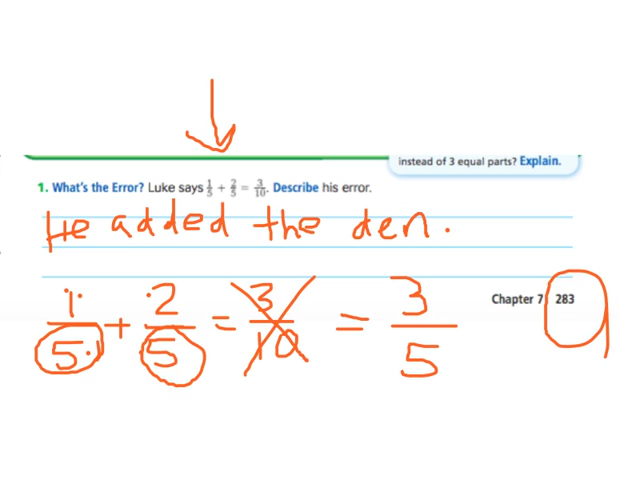 instead of 3 equal parts? Explain.
1. What's the Error? Luke says 1/5 + 2/5 = 3/10. Describe his error.
He added the den.
1/5 + 2/5 = 3/10 = 3/5
Chapter 7 283